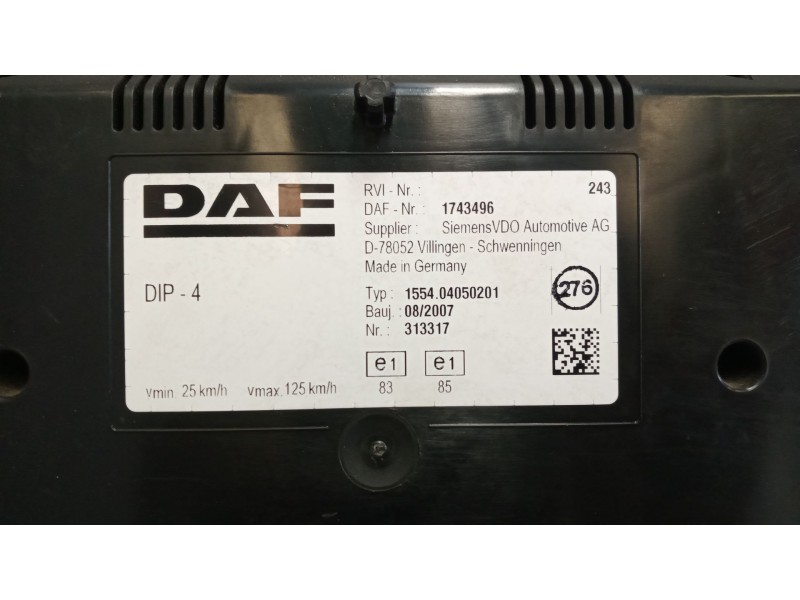 DAF
RVI - Nr. : 243
DAF - Nr. : 1743496
Supplier : SiemensVDO Automotive AG
D-78052 Villingen - Schwenningen
Made in Germany
DIP - 4
Typ : 1554.04050201
276
Bauj. : 08/2007
Nr. : 313317
e1 e1
vmin. 25 km/h vmax. 125 km/h 83 85